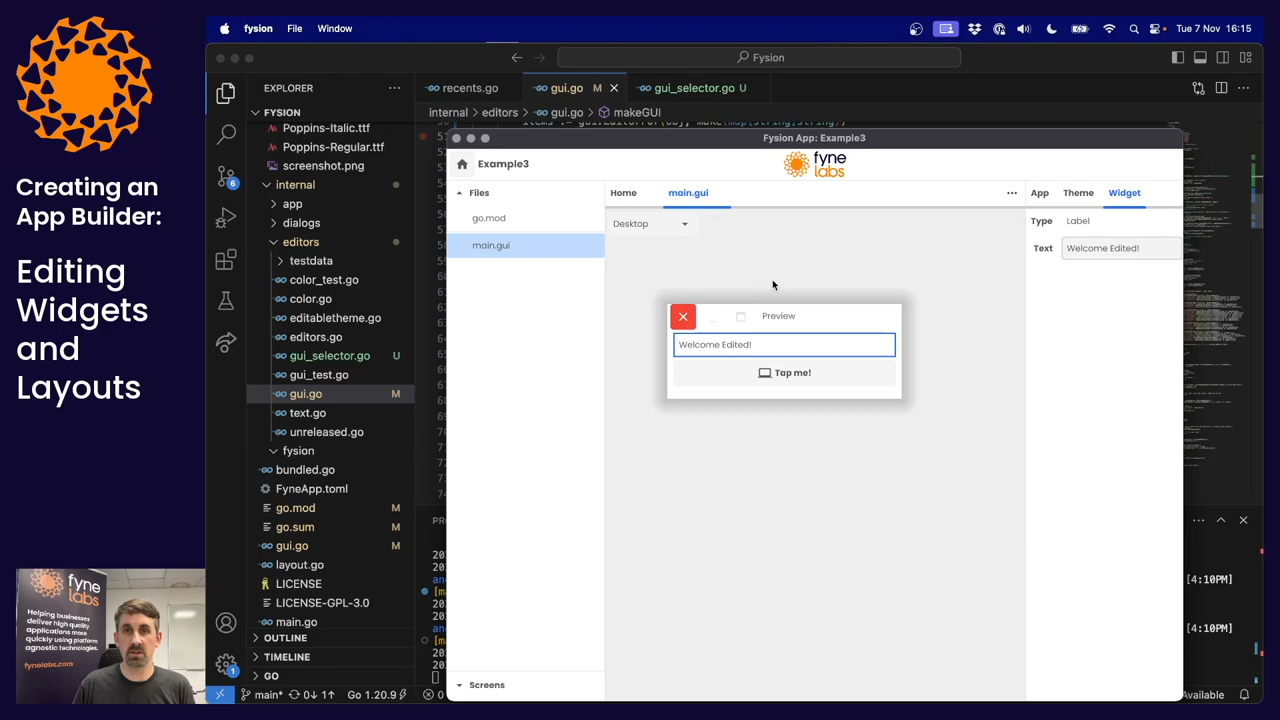 Creating an
App Builder:
Editing
Widgets
and
Layouts
fyne
labs
Helping businesses
deliver high quality
applications more
quickly using platform
agnostic technologies.
fynelabs.com
fysion File Window
Tue 7 Nov 16:15
Fysion
EXPLORER
FYSION
Poppins-Italic.ttf
Poppins-Regular.ttf
screenshot.png
internal
app
dialogs
editors
testdata
color_test.go
color.go
editabletheme.go
editors.go
gui_selector.go U
gui_test.go
gui.go M
text.go
unreleased.go
fysion
bundled.go
FyneApp.toml
go.mod M
go.sum M
gui.go M
layout.go
LICENSE
LICENSE-GPL-3.0
main.go
OUTLINE
TIMELINE
GO
6
1
recents.go gui.go M gui_selector.go U
internal > editors > gui.go > makeGUI
Fysion App: Example3
Example3
fyne
labs
Files
go.mod
main.gui
Screens
Home main.gui
Desktop
Preview
Welcome Edited!
Tap me!
App Theme Widget
Type Label
Text Welcome Edited!
[4:10PM]
[4:10PM]
main* 0↓ 1↑ Go 1.20.9 0
Available